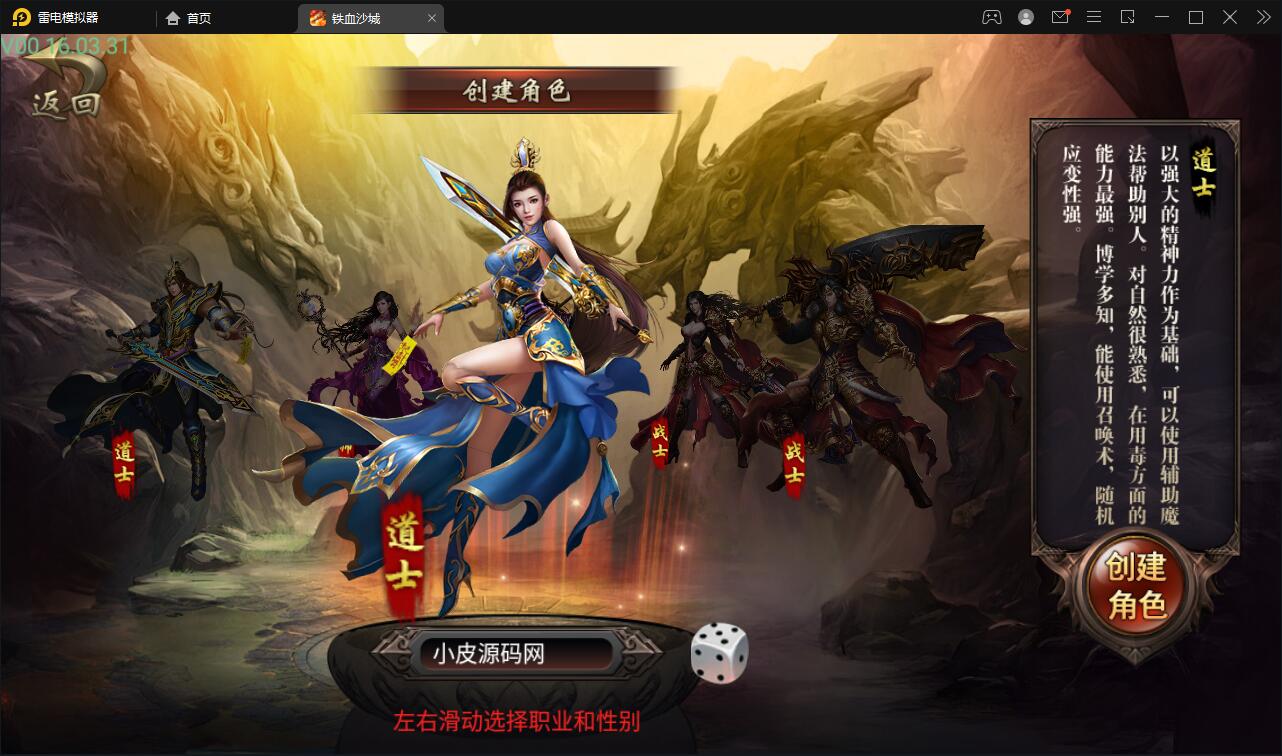 雷电模拟器
首页
铁血沙城
V00.16.03.31
返回
创建角色
道士
以强大的精神力作为基础，可以使用辅助魔
法帮助别人。对自然很熟悉，在用毒方面的
能力最强。博学多知，能使用召唤术，随机
应变性强。
道士
道士
战士
战士
创建
角色
小皮源码网
左右滑动选择职业和性别